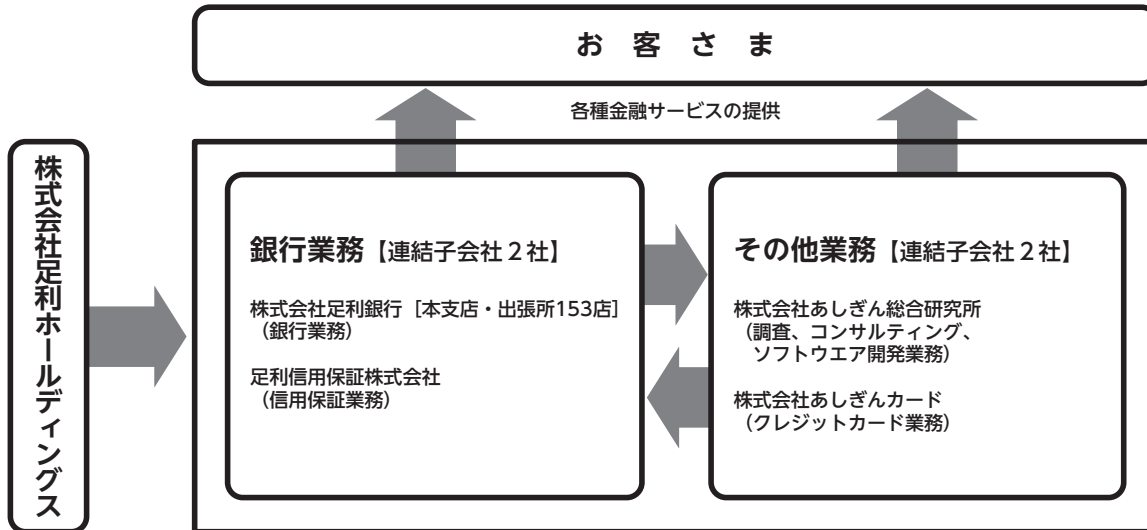 お 客 さ ま
各種金融サービスの提供
株式会社足利ホールディングス
銀行業務【連結子会社２社】
株式会社足利銀行［本支店・出張所153店］
（銀行業務）
足利信用保証株式会社
（信用保証業務）
その他業務【連結子会社２社】
株式会社あしぎん総合研究所
（調査、コンサルティング、
ソフトウエア開発業務）
株式会社あしぎんカード
（クレジットカード業務）